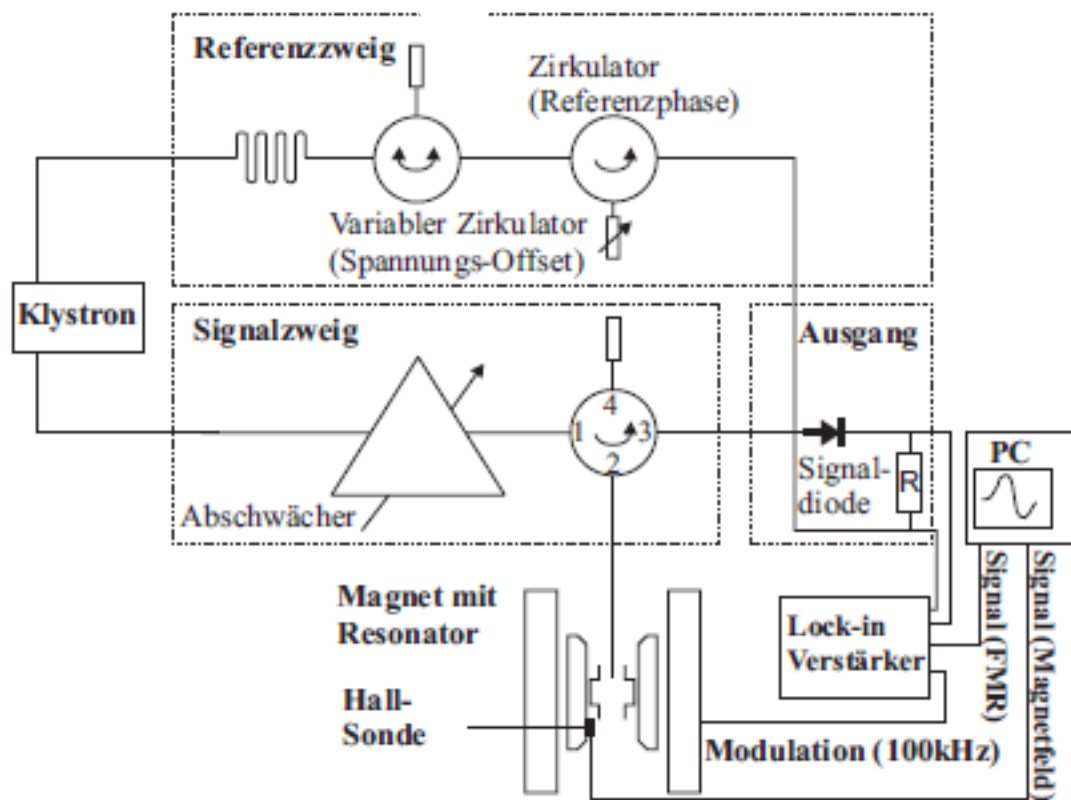 Referenzzweig
Zirkulator
(Referenzphase)
Variabler Zirkulator
(Spannungs-Offset)
Klystron
Signalzweig
Ausgang
4
1
3
2
Signal-
diode
R
PC
Abschwächer
Magnet mit
Resonator
Hall-
Sonde
Lock-in
Verstärker
Modulation (100kHz)
Signal (FMR)
Signal (Magnetfeld)